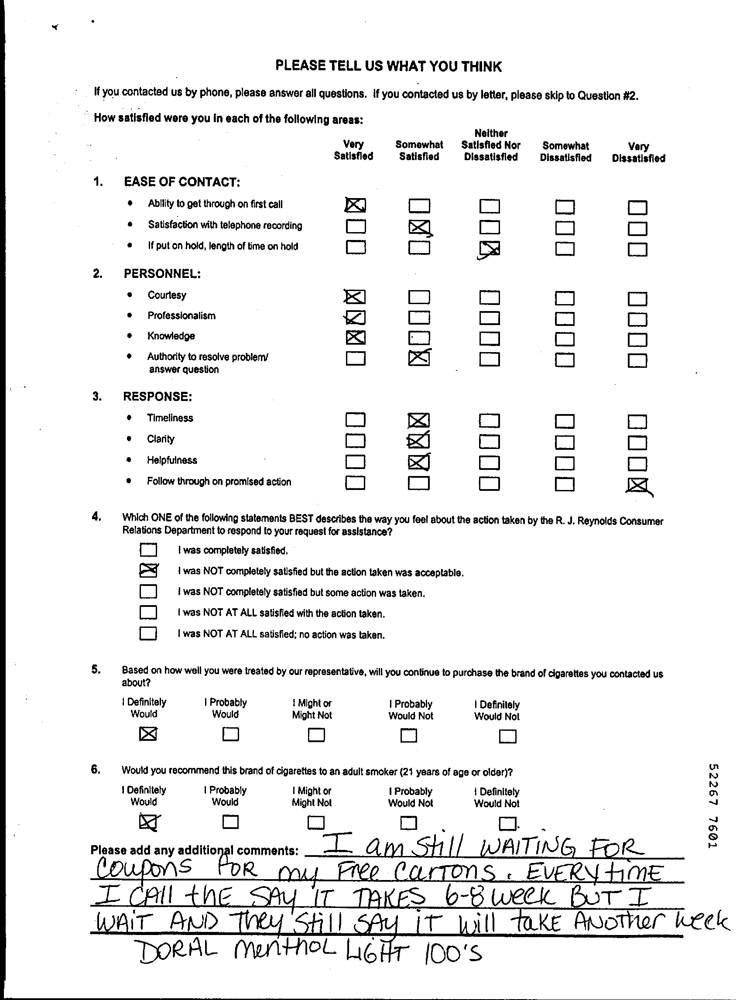 PLEASE TELL US WHAT YOU THINK
If you contacted us by phone, please answer all questions. If you contacted us by letter, please skip to Question #2.
How satisfied were you in each of the following areas:
Very Satisfied Somewhat Satisfied Neither Satisfied Nor Dissatisfied Somewhat Dissatisfied Very Dissatisfied
1. EASE OF CONTACT:
• Ability to get through on first call
• Satisfaction with telephone recording
• If put on hold, length of time on hold
2. PERSONNEL:
• Courtesy
• Professionalism
• Knowledge
• Authority to resolve problem/
answer question
3. RESPONSE:
• Timeliness
• Clarity
• Helpfulness
• Follow through on promised action
4. Which ONE of the following statements BEST describes the way you feel about the action taken by the R. J. Reynolds Consumer
Relations Department to respond to your request for assistance?
I was completely satisfied.
I was NOT completely satisfied but the action taken was acceptable.
I was NOT completely satisfied but some action was taken.
I was NOT AT ALL satisfied with the action taken.
I was NOT AT ALL satisfied; no action was taken.
5. Based on how well you were treated by our representative, will you continue to purchase the brand of cigarettes you contacted us
about?
I Definitely Would I Probably Would I Might or Might Not I Probably Would Not I Definitely Would Not
6. Would you recommend this brand of cigarettes to an adult smoker (21 years of age or older)?
I Definitely Would I Probably Would I Might or Might Not I Probably Would Not I Definitely Would Not
Please add any additional comments: I am Still WAITING FOR
COUPONS FOR my FREE CARTONS. EVERY TIME
I CAll the SAY IT TAKES 6-8 WEEK BUT I
WAIT AND They Still SAY IT will take ANOTHER WEEK
DORAL MENTHOL LIGHT 100'S
52267 7601